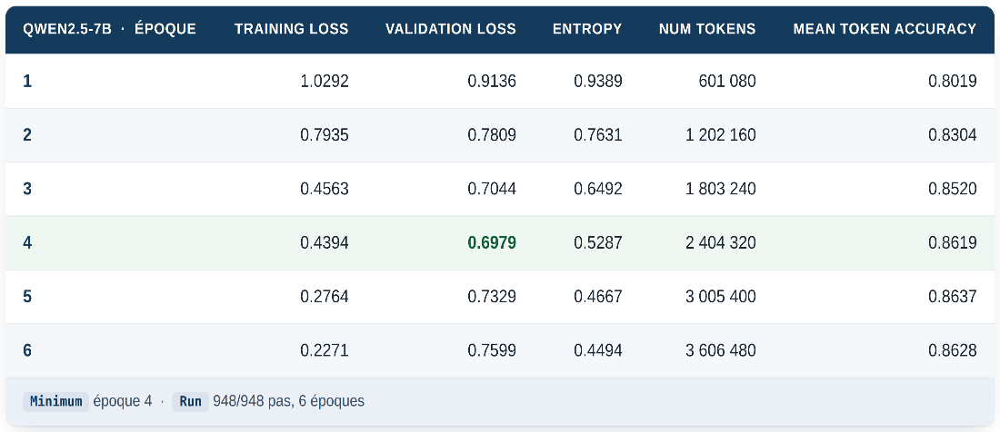 QWEN2.5-7B · ÉPOQUE TRAINING LOSS VALIDATION LOSS ENTROPY NUM TOKENS MEAN TOKEN ACCURACY
1 1.0292 0.9136 0.9389 601 080 0.8019
2 0.7935 0.7809 0.7631 1 202 160 0.8304
3 0.4563 0.7044 0.6492 1 803 240 0.8520
4 0.4394 0.6979 0.5287 2 404 320 0.8619
5 0.2764 0.7329 0.4667 3 005 400 0.8637
6 0.2271 0.7599 0.4494 3 606 480 0.8628
Minimum époque 4 · Run 948/948 pas, 6 époques